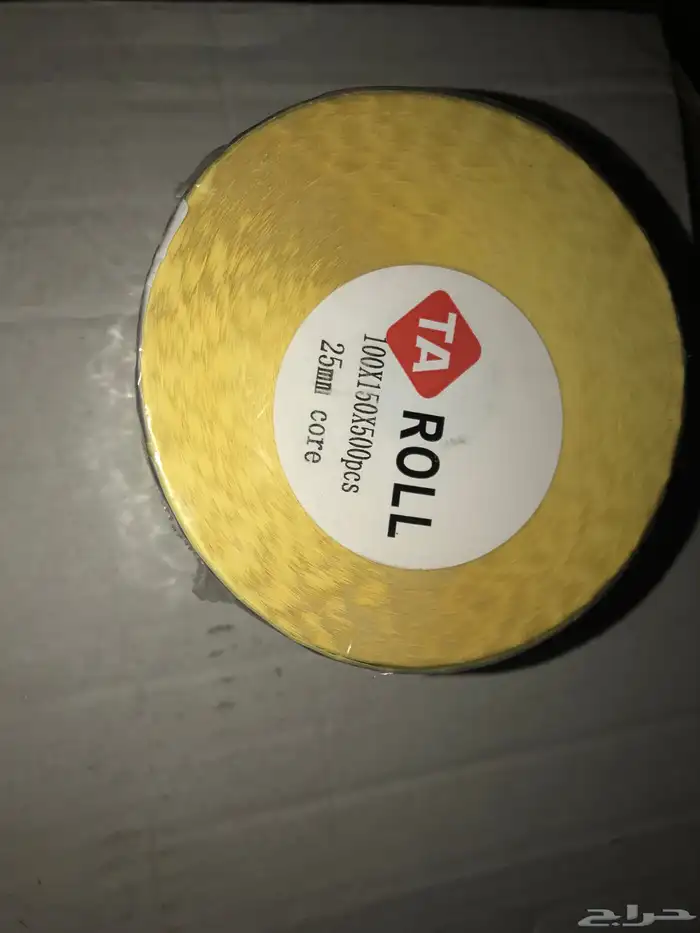 TA ROLL
100X150X500pcs
25mm core
حراج